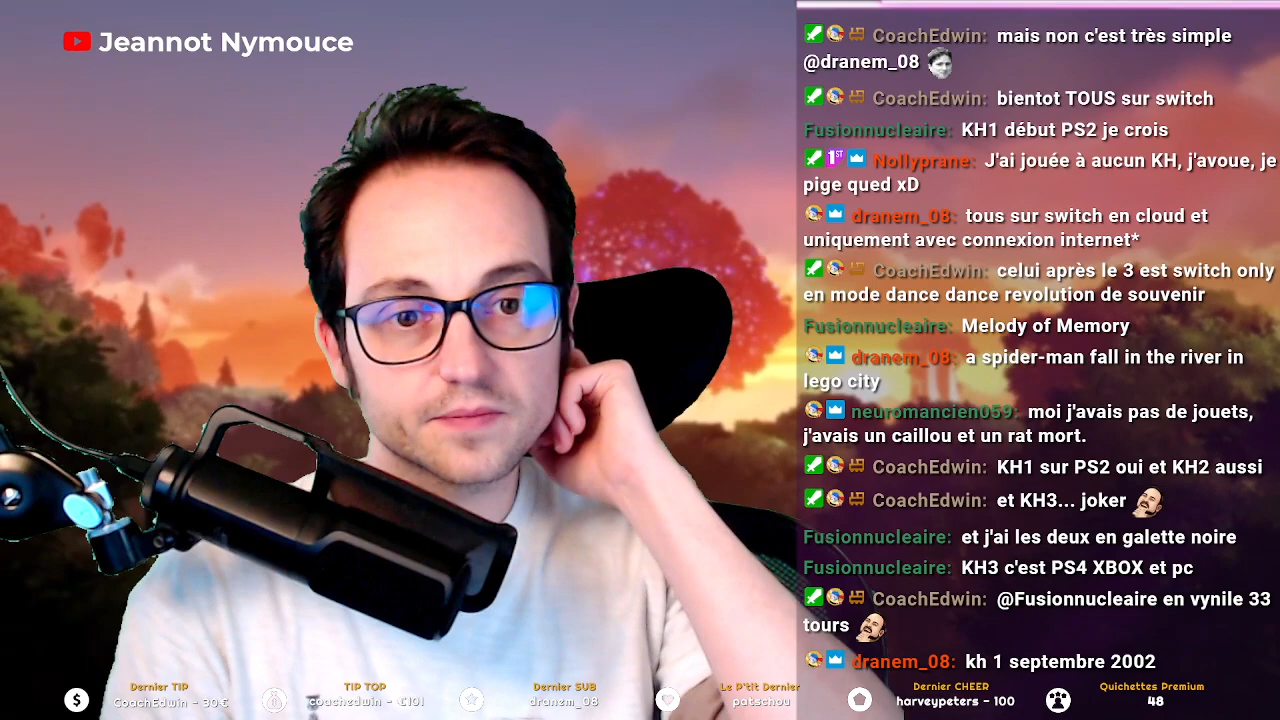 Jeannot Nymouce
CoachEdwin: mais non c'est très simple
@dranem_08
CoachEdwin: bientot TOUS sur switch
Fusionnucleaire: KH1 début PS2 je crois
1ST Nollyprane: J'ai jouée à aucun KH, j'avoue, je
pige qued xD
dranem_08: tous sur switch en cloud et
uniquement avec connexion internet*
CoachEdwin: celui après le 3 est switch only
en mode dance dance revolution de souvenir
Fusionnucleaire: Melody of Memory
dranem_08: a spider-man fall in the river in
lego city
neuromancien059: moi j'avais pas de jouets,
j'avais un caillou et un rat mort.
CoachEdwin: KH1 sur PS2 oui et KH2 aussi
CoachEdwin: et KH3... joker
Fusionnucleaire: et j'ai les deux en galette noire
Fusionnucleaire: KH3 c'est PS4 XBOX et pc
CoachEdwin: @Fusionnucleaire en vynile 33
tours
dranem_08: kh 1 septembre 2002
Dernier TIP
CoachEdwin - 30€
TIP TOP
coachedwin - €101
Dernier SUB
dranem_08
Le P'tit Dernier
patschou
Dernier CHEER
harveypeters - 100
Quichettes Premium
48